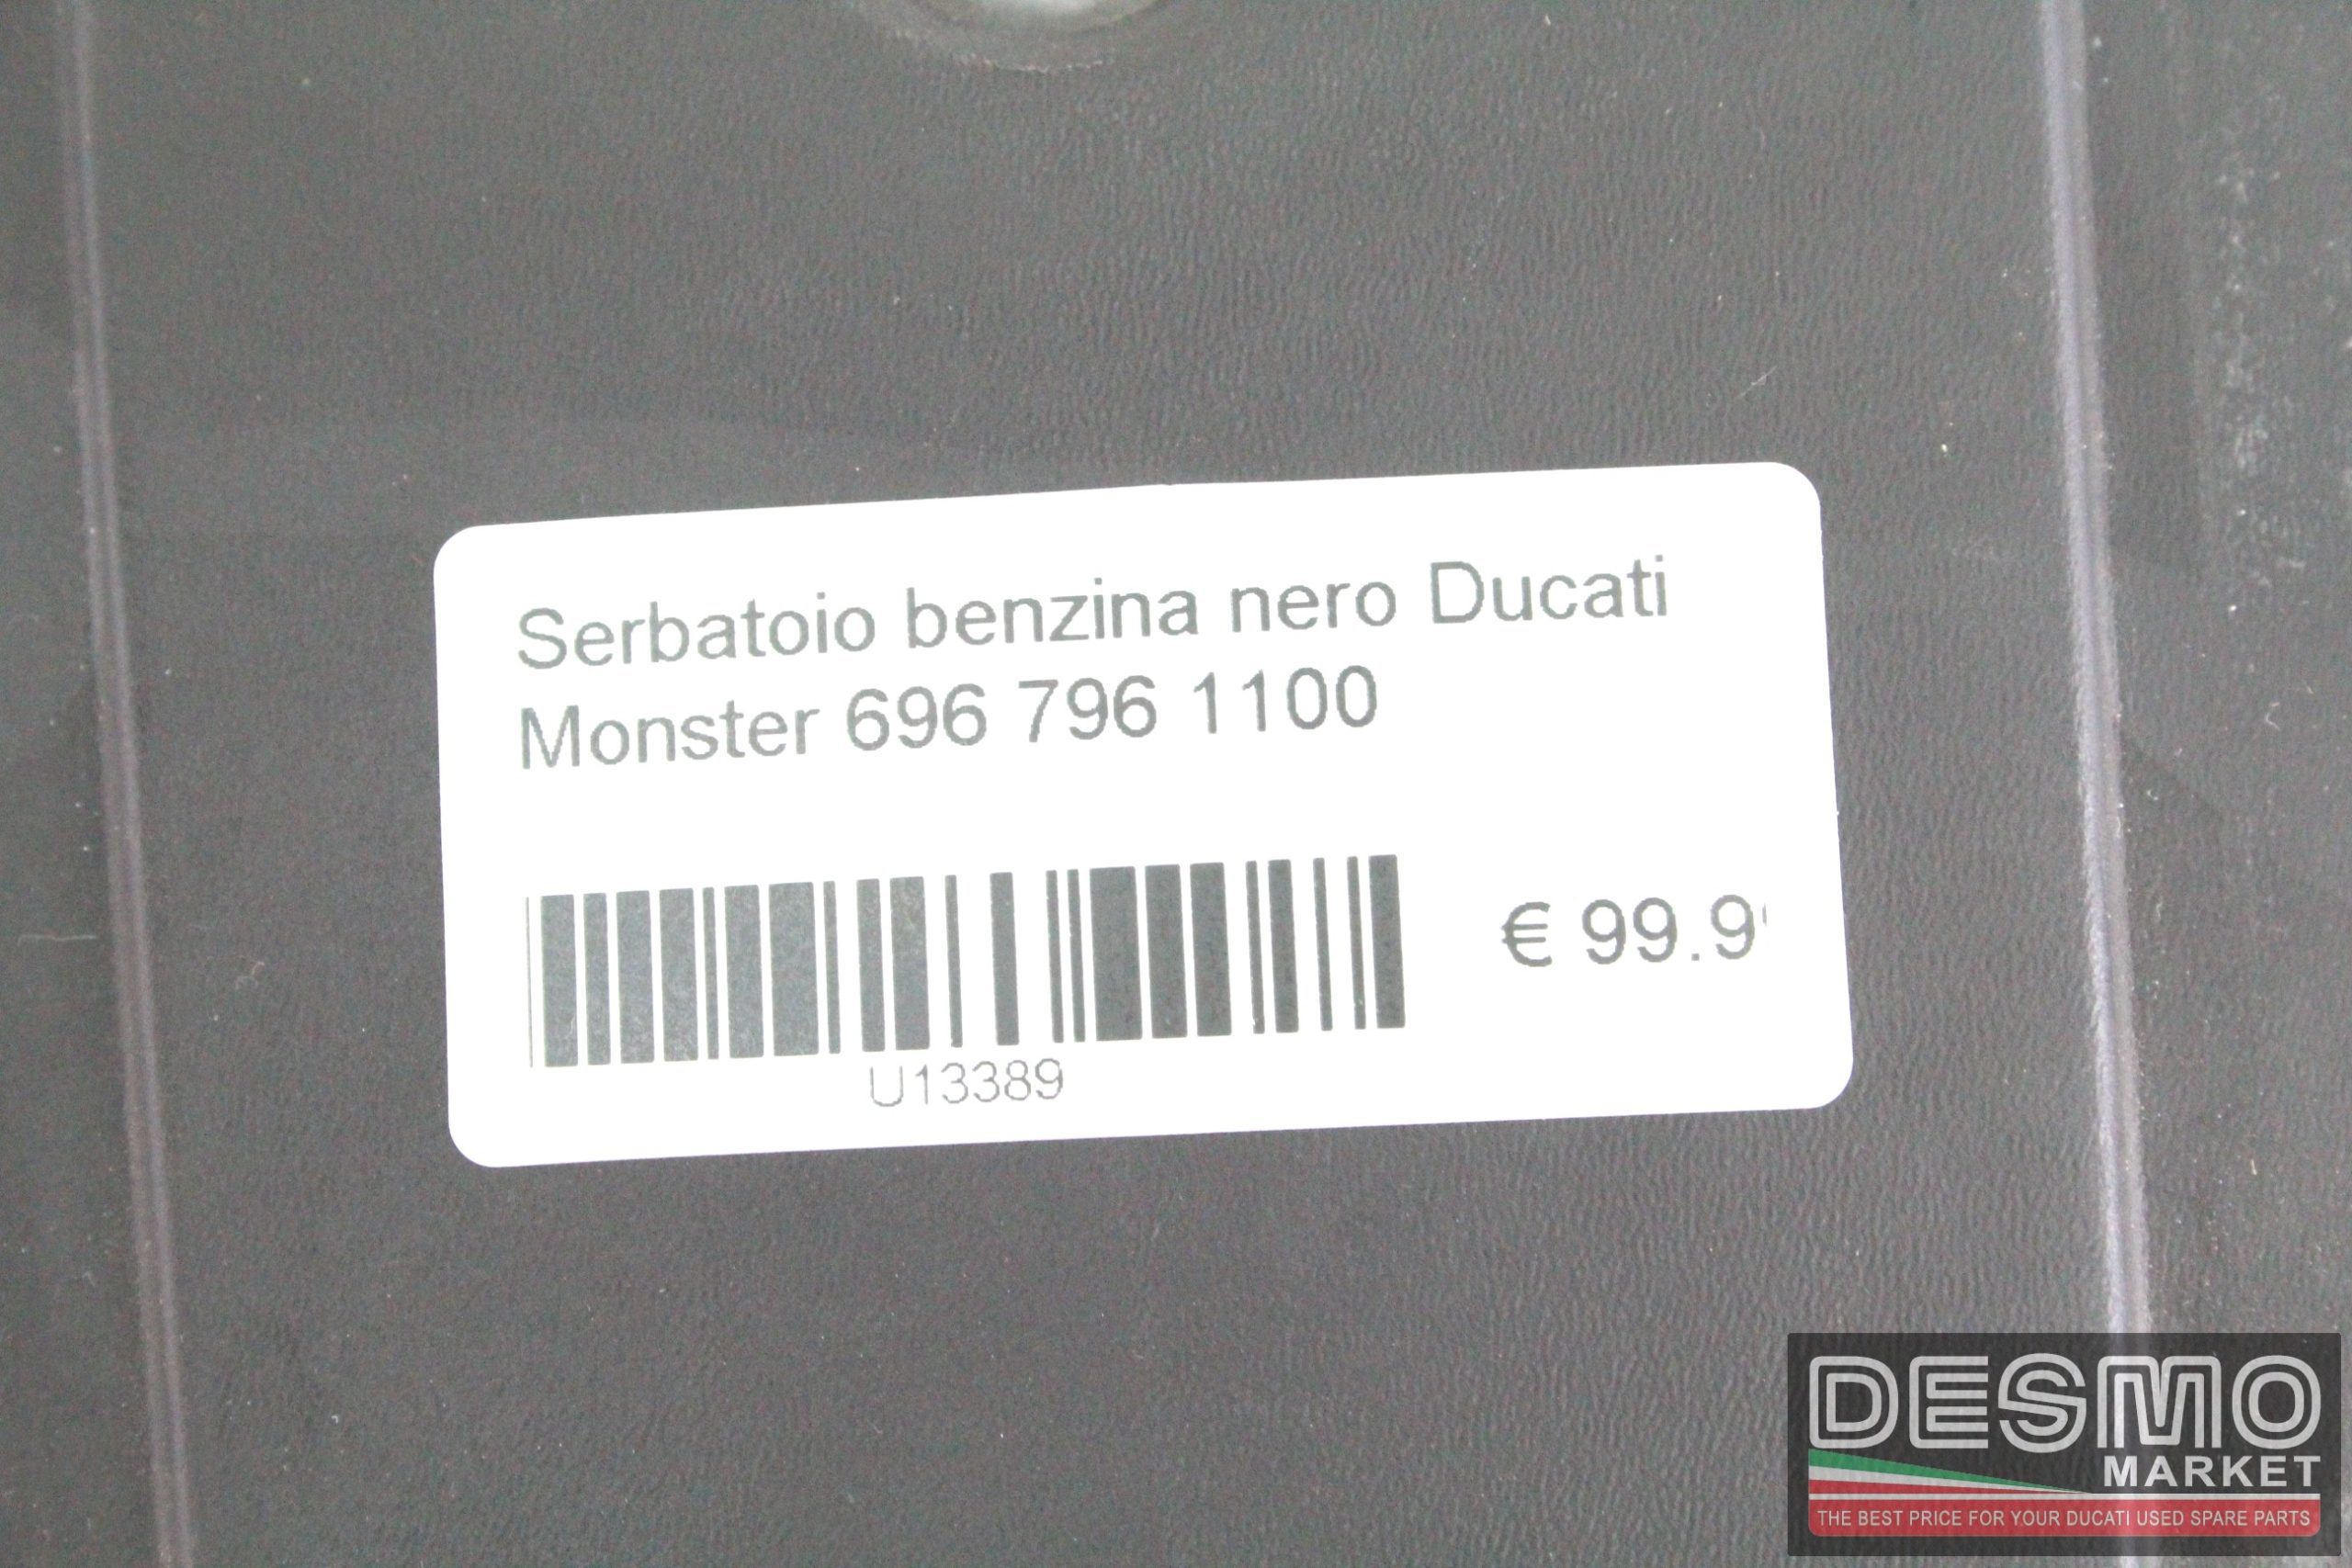 Serbatoio benzina nero Ducati
Monster 696 796 1100
€ 99.9
U13389
DESMO
MARKET
THE BEST PRICE FOR YOUR DUCATI USED SPARE PARTS